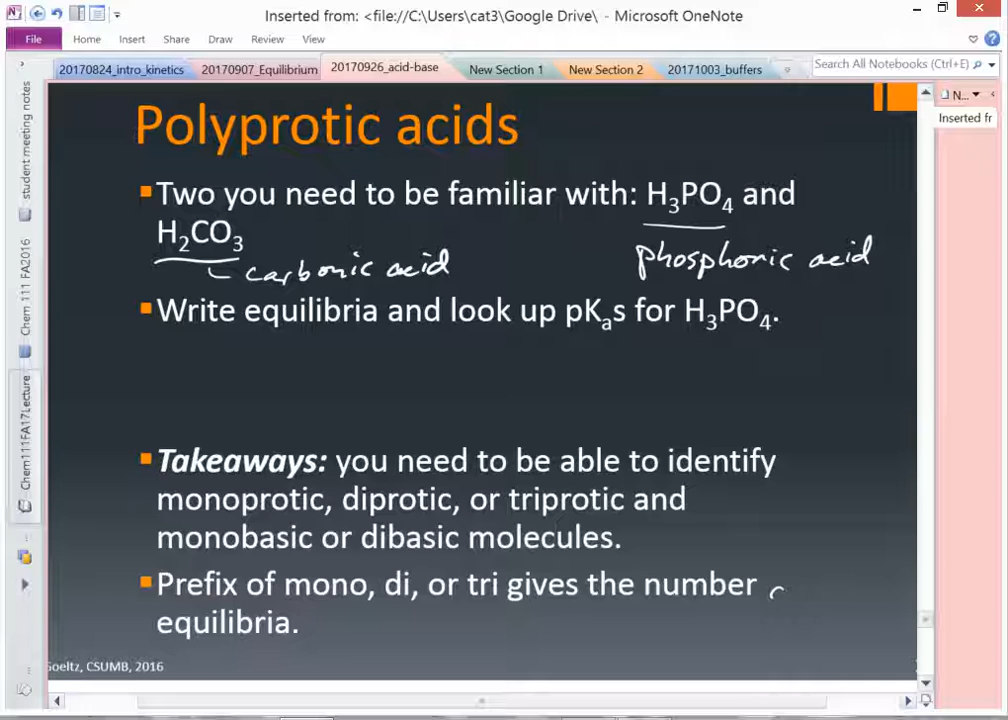 Inserted from: <file://C:\Users\cat3\Google Drive\ - Microsoft OneNote
File Home Insert Share Draw Review View
20170824_intro_kinetics 20170907_Equilibrium 20170926_acid-base New Section 1 New Section 2 20171003_buffers Search All Notebooks (Ctrl+E)
N...
Inserted fr
student meeting notes
Chem 111 FA2016
Chem111FA17Lecture
Polyprotic acids
Two you need to be familiar with: H₃PO₄ and
H₂CO₃
carbonic acid phosphoric acid
Write equilibria and look up pKₐs for H₃PO₄.
Takeaways: you need to be able to identify
monoprotic, diprotic, or triprotic and
monobasic or dibasic molecules.
Prefix of mono, di, or tri gives the number
equilibria.
Goeltz, CSUMB, 2016